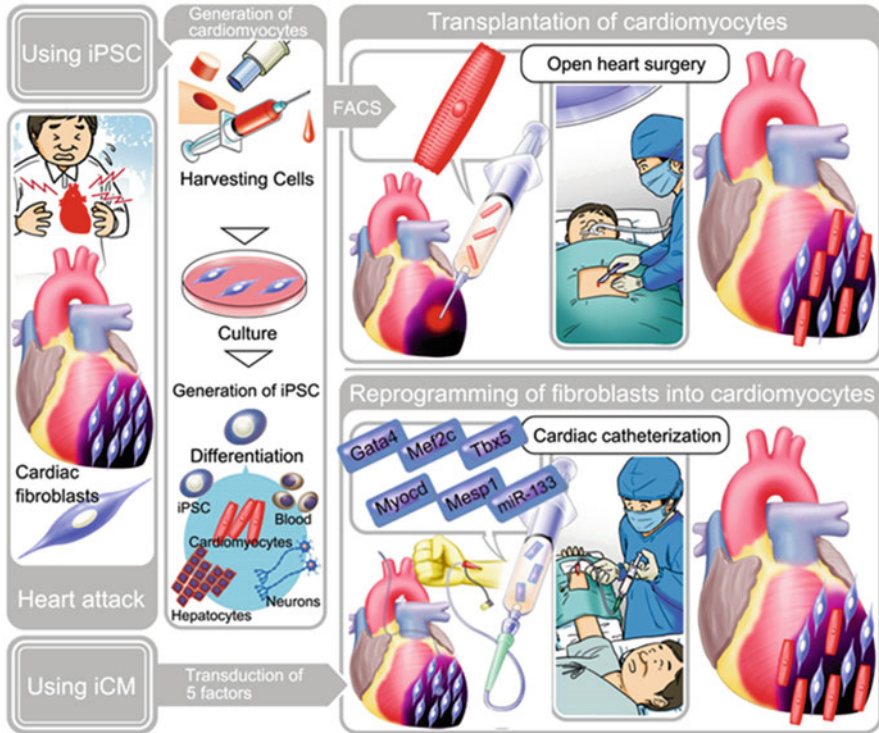 Using iPSC
Generation of
cardiomyocytes
Harvesting Cells
Culture
Generation of iPSC
Differentiation
iPSC
Blood
Cardiomyocytes
Hepatocytes
Neurons
FACS
Transplantation of cardiomyocytes
Open heart surgery
Cardiac
fibroblasts
Heart attack
Using iCM
Transduction of
5 factors
Reprogramming of fibroblasts into cardiomyocytes
Gata4
Mef2c
Tbx5
Myocd
Mesp1
miR-133
Cardiac catheterization